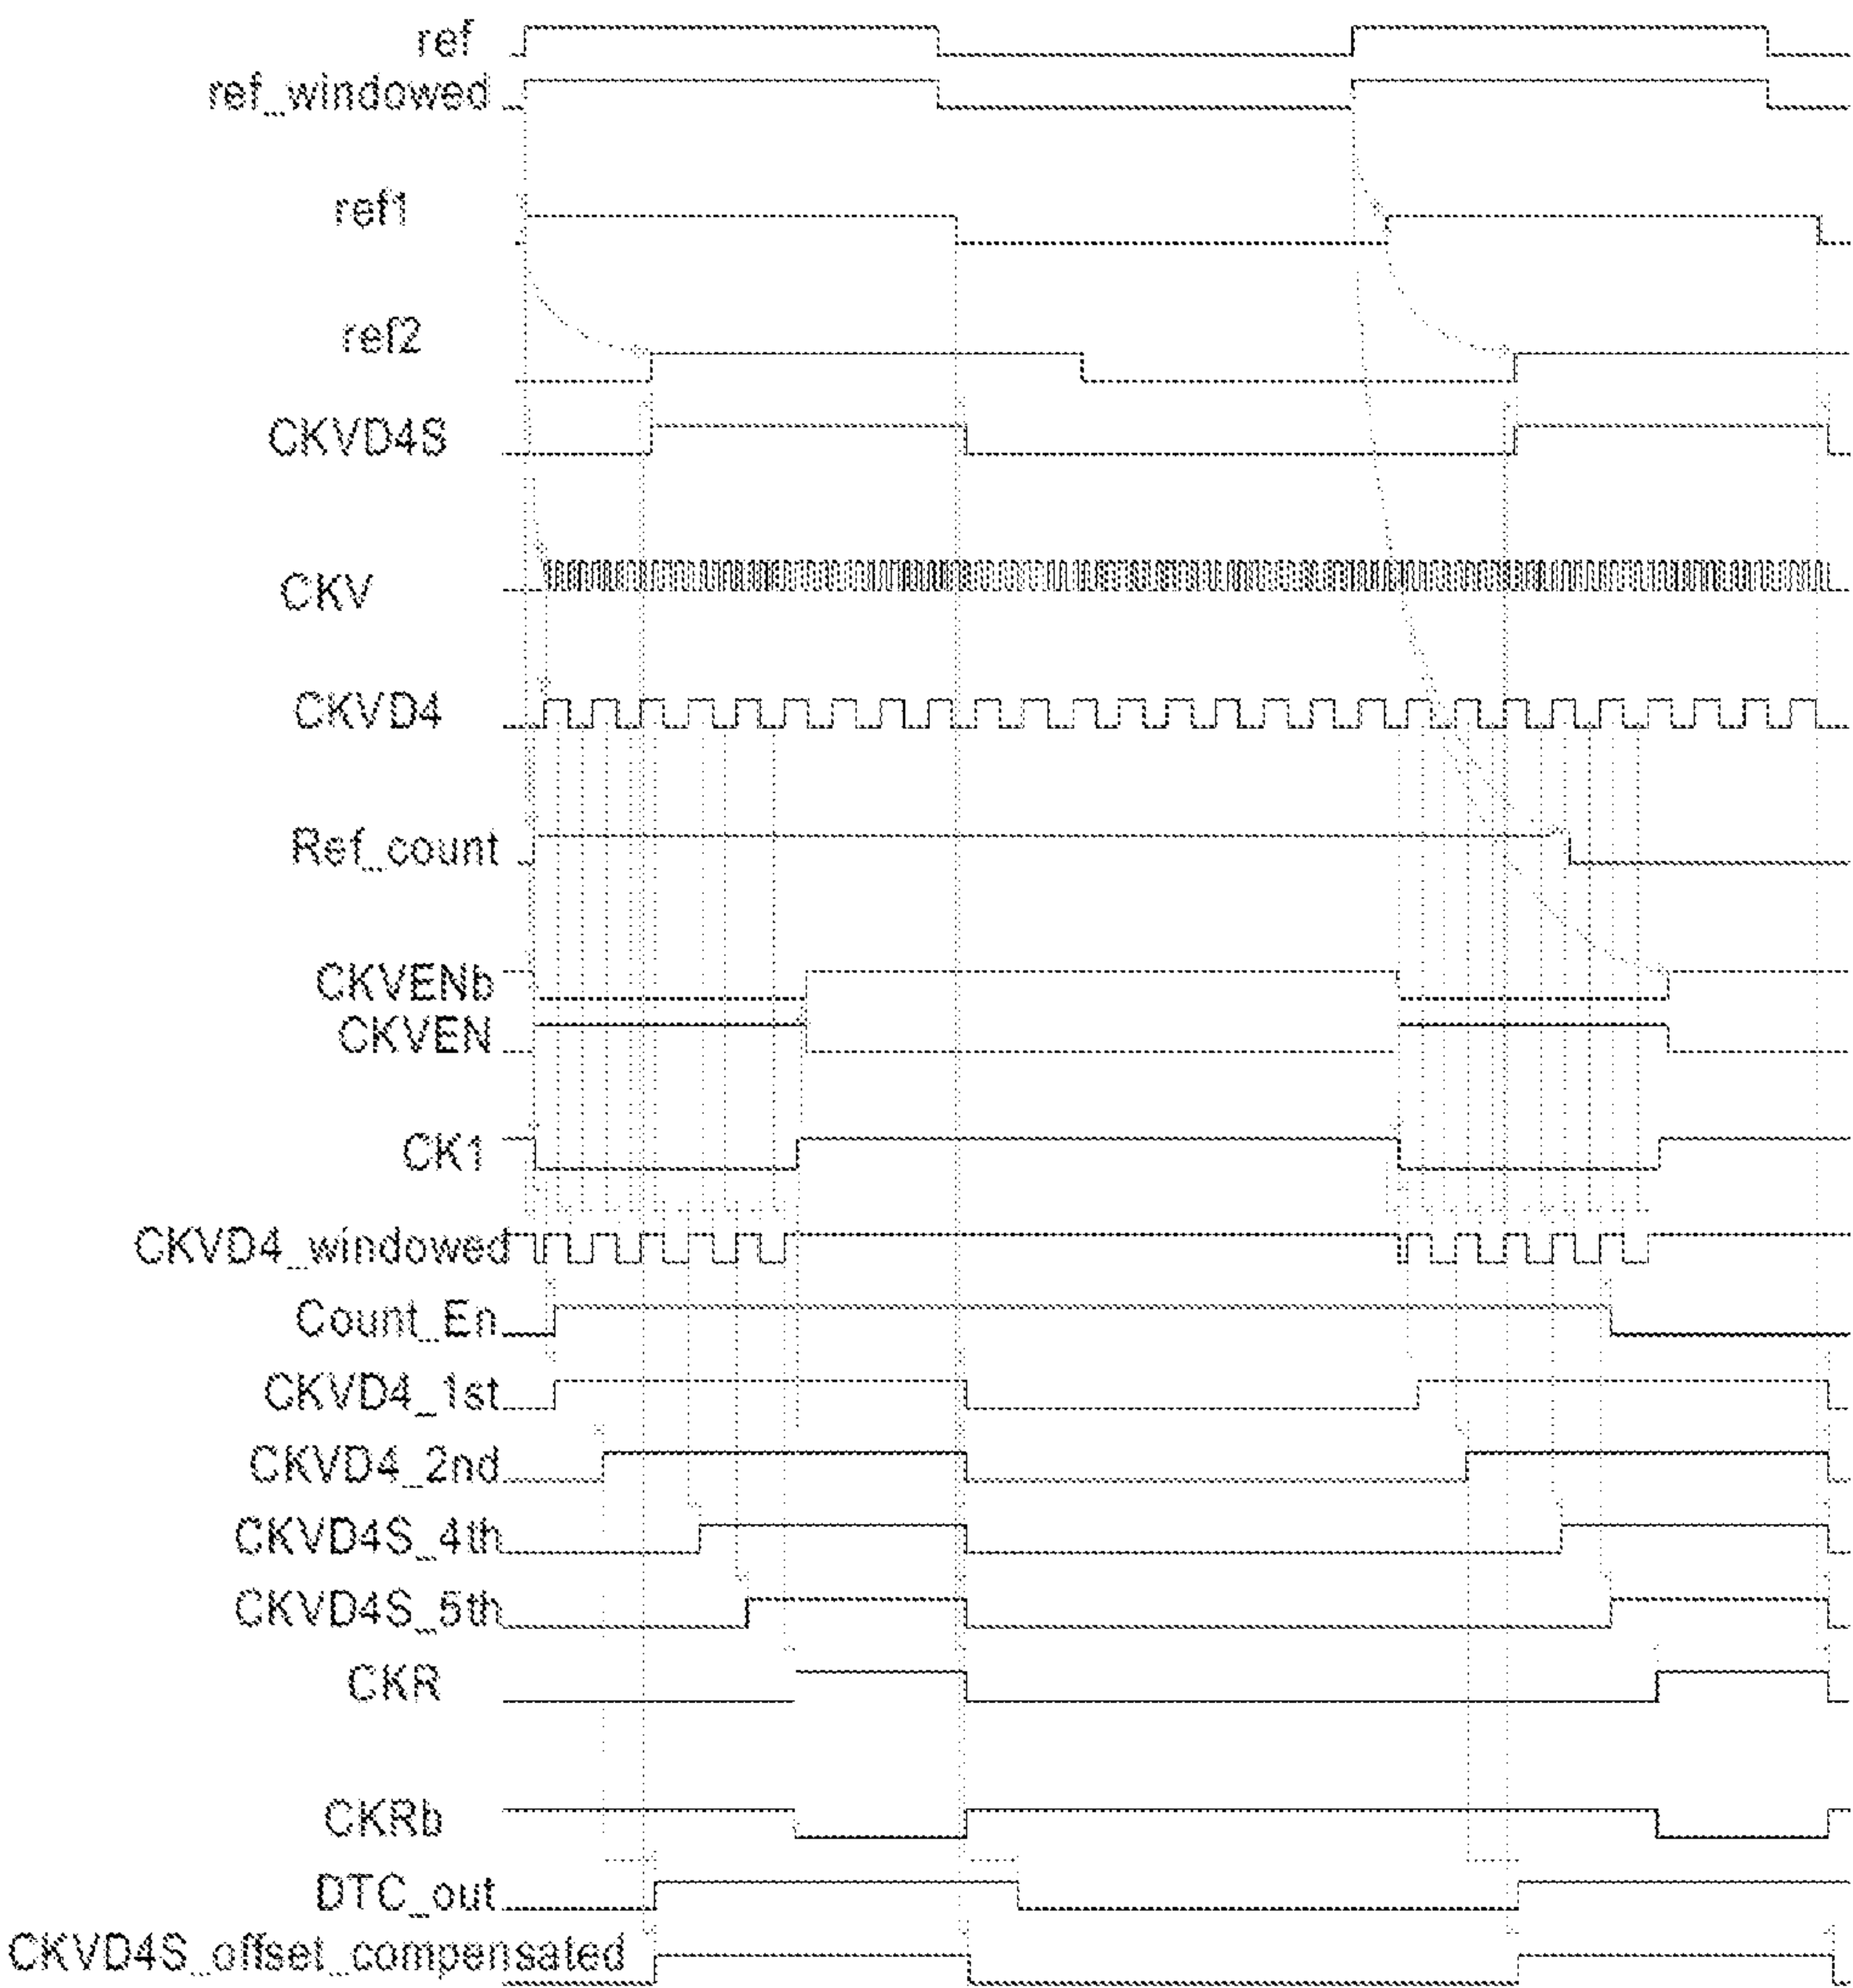 ref
ref_windowed
ref1
ref2
CKVD4S
CKV
CKVD4
Ref_count
CKVENb
CKVEN
CK1
CKVD4_windowed
Count_En
CKVD4_1st
CKVD4_2nd
CKVD4S_4th
CKVD4S_5th
CKR
CKRb
DTC_out
CKVD4S_offset_compensated